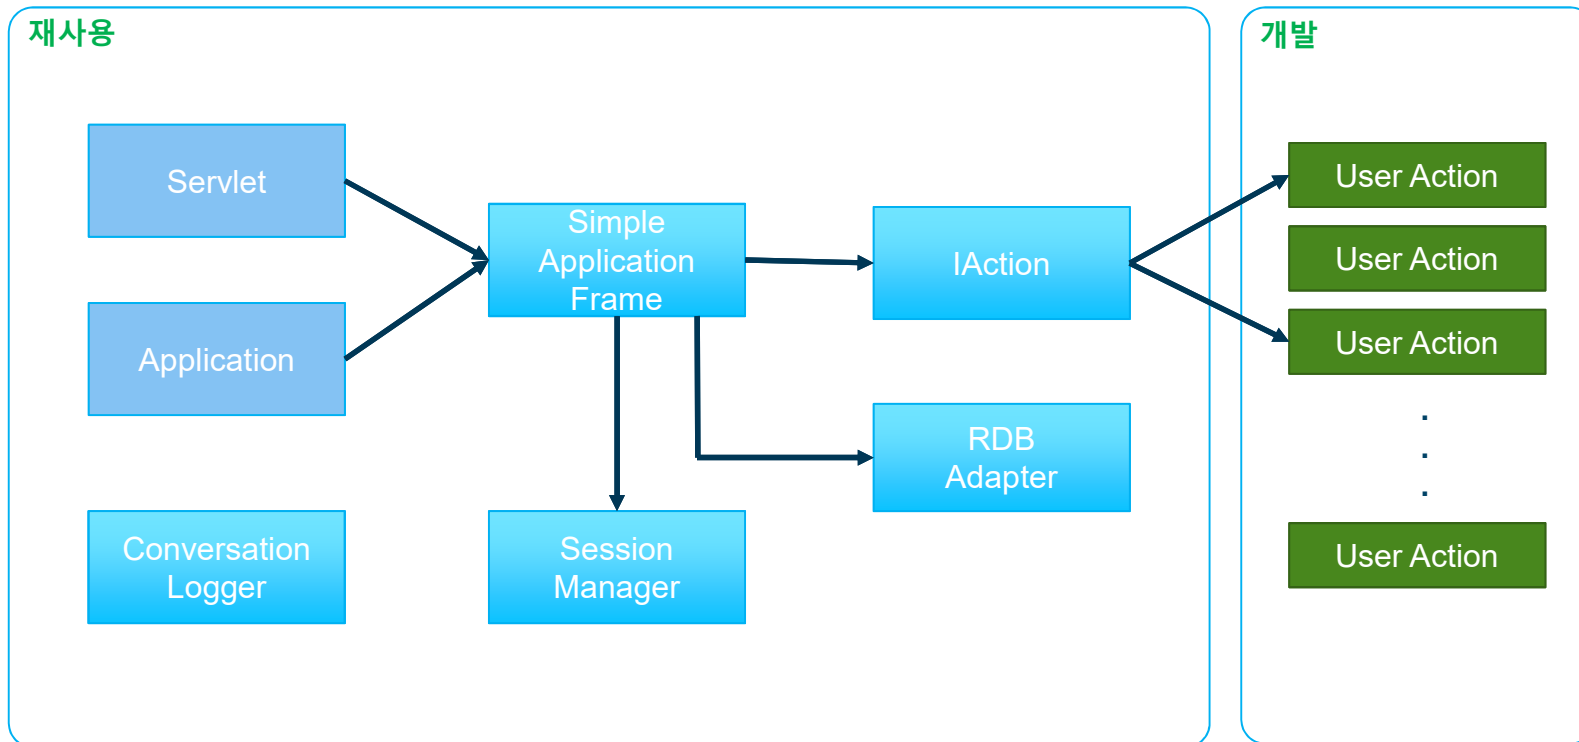 재사용
개발
Servlet
Application
Conversation
Logger
Simple
Application
Frame
Session
Manager
IAction
RDB
Adapter
User Action
User Action
User Action
.
.
.
User Action